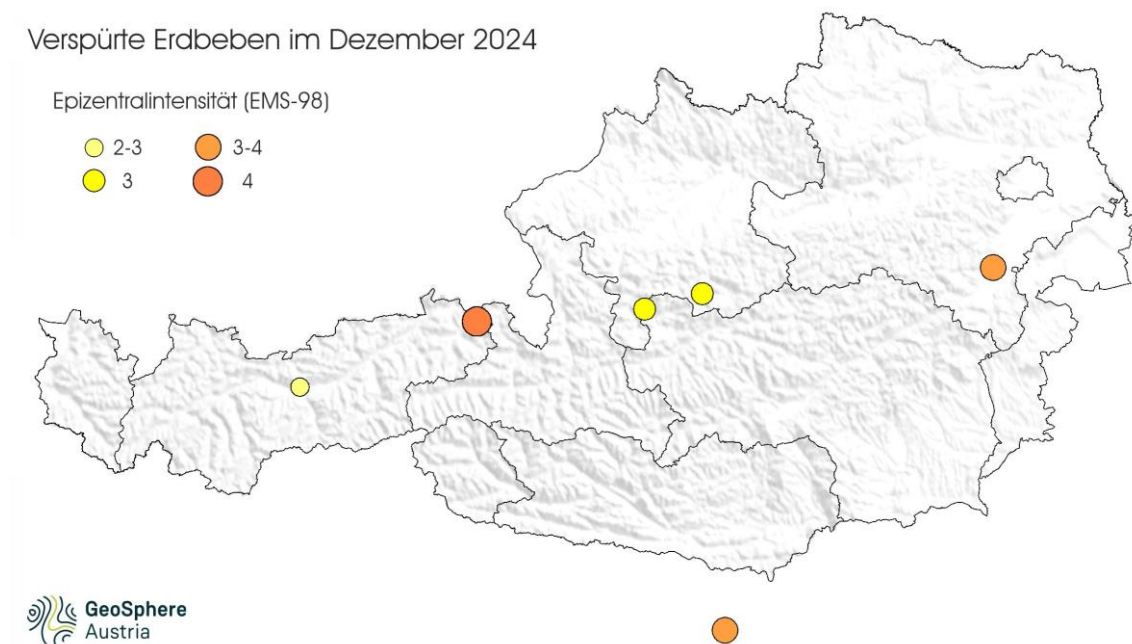 Verspürte Erdbeben im Dezember 2024
Epizentralintensität (EMS-98)
2-3 3-4
3 4
GeoSphere
Austria